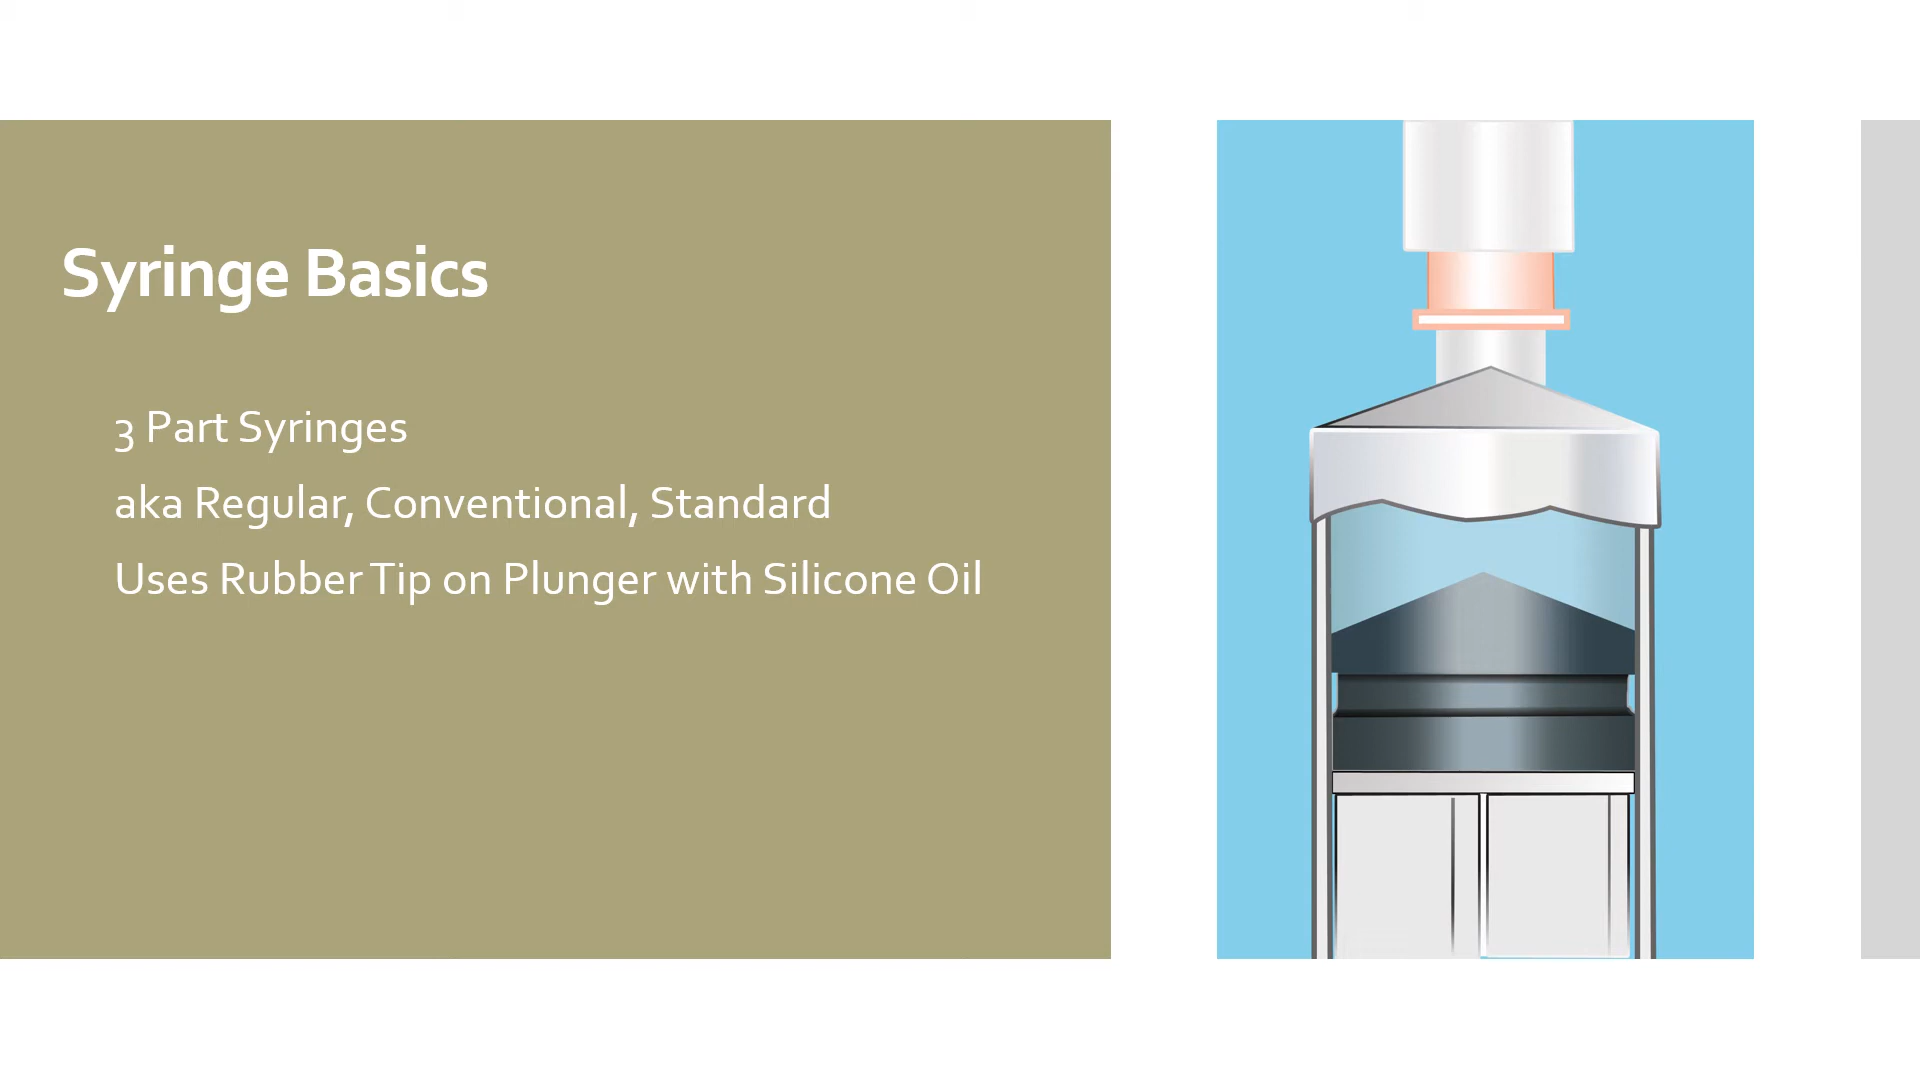 Syringe Basics
3 Part Syringes
aka Regular, Conventional, Standard
Uses Rubber Tip on Plunger with Silicone Oil